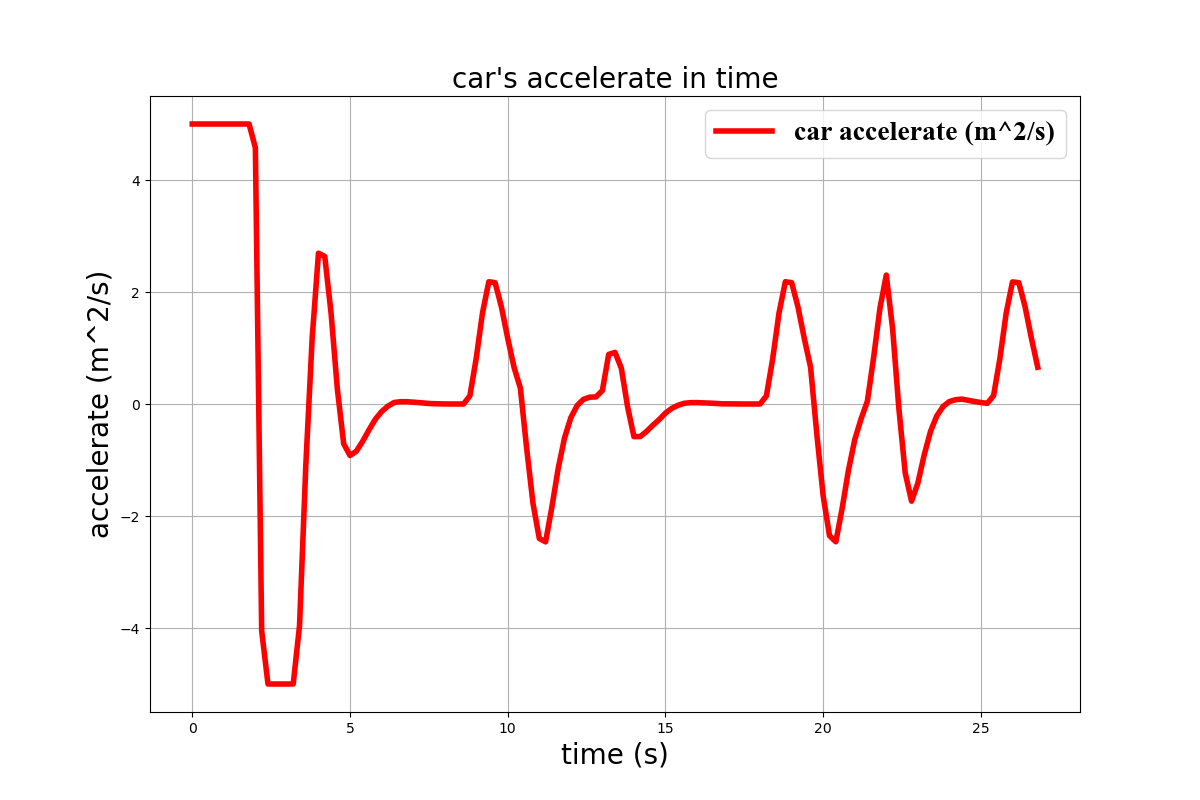 car's accelerate in time
car accelerate (m^2/s)
accelerate (m^2/s)
4
2
0
−2
−4
0 5 10 15 20 25
time (s)